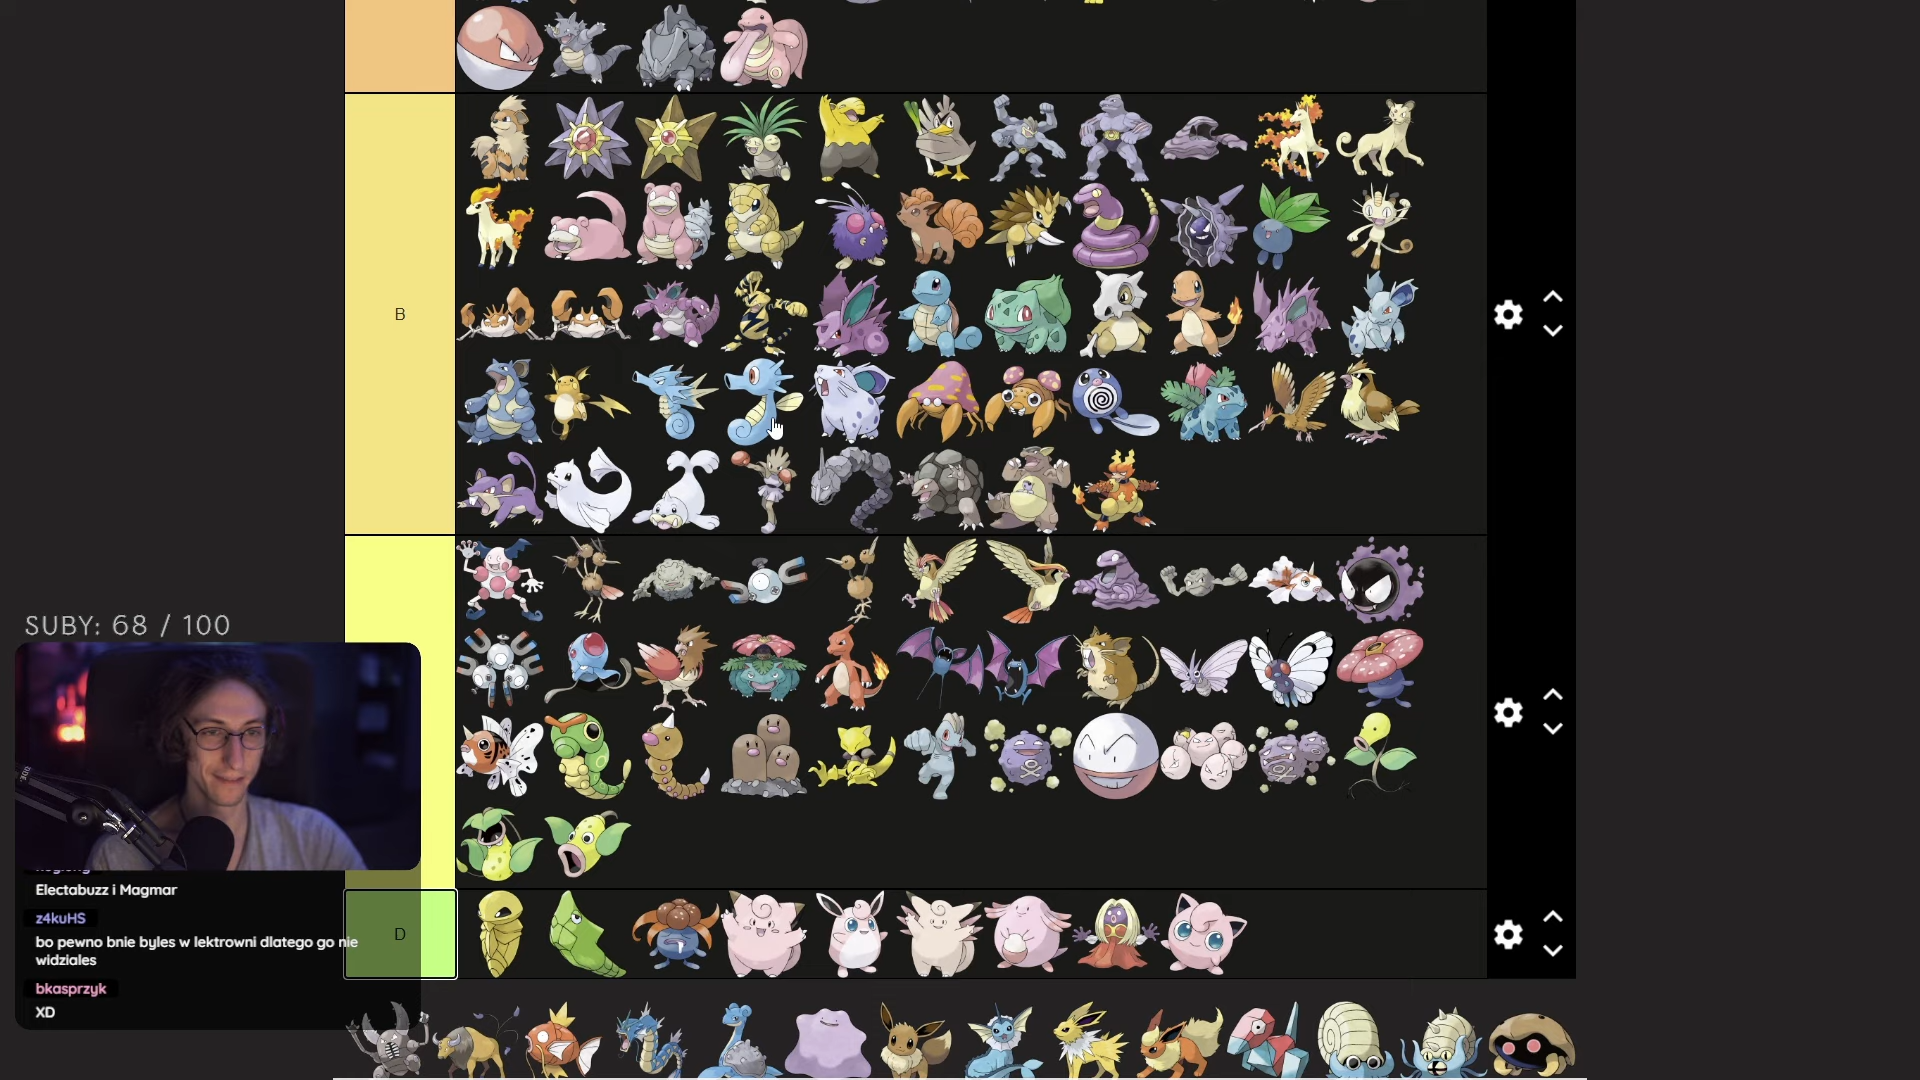 B
SUBY: 68 / 100
Electabuzz i Magmar
z4kuHS
bo pewno bnie byles w lektrowni dlatego go nie
widziales
bkasprzyk
XD
D